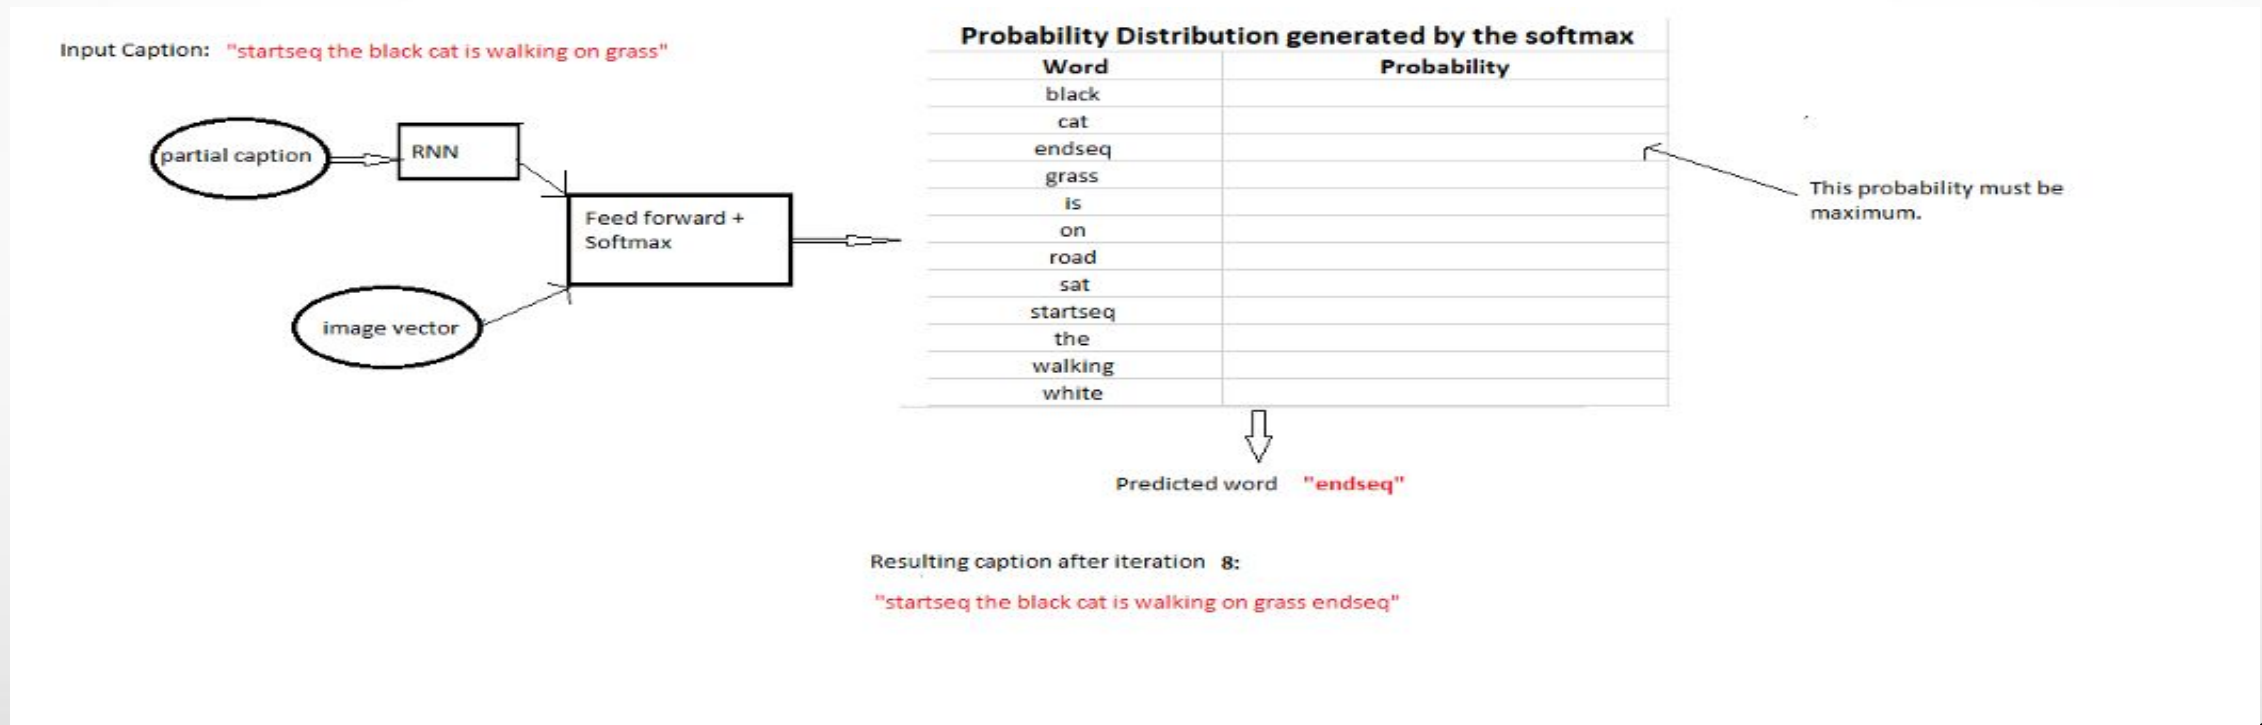 Input Caption: "startseq the black cat is walking on grass"
partial caption
RNN
Feed forward +
Softmax
image vector
Probability Distribution generated by the softmax
Word Probability
black
cat
endseq
grass
is
on
road
sat
startseq
the
walking
white
This probability must be
maximum.
Predicted word "endseq"
Resulting caption after iteration 8:
"startseq the black cat is walking on grass endseq"